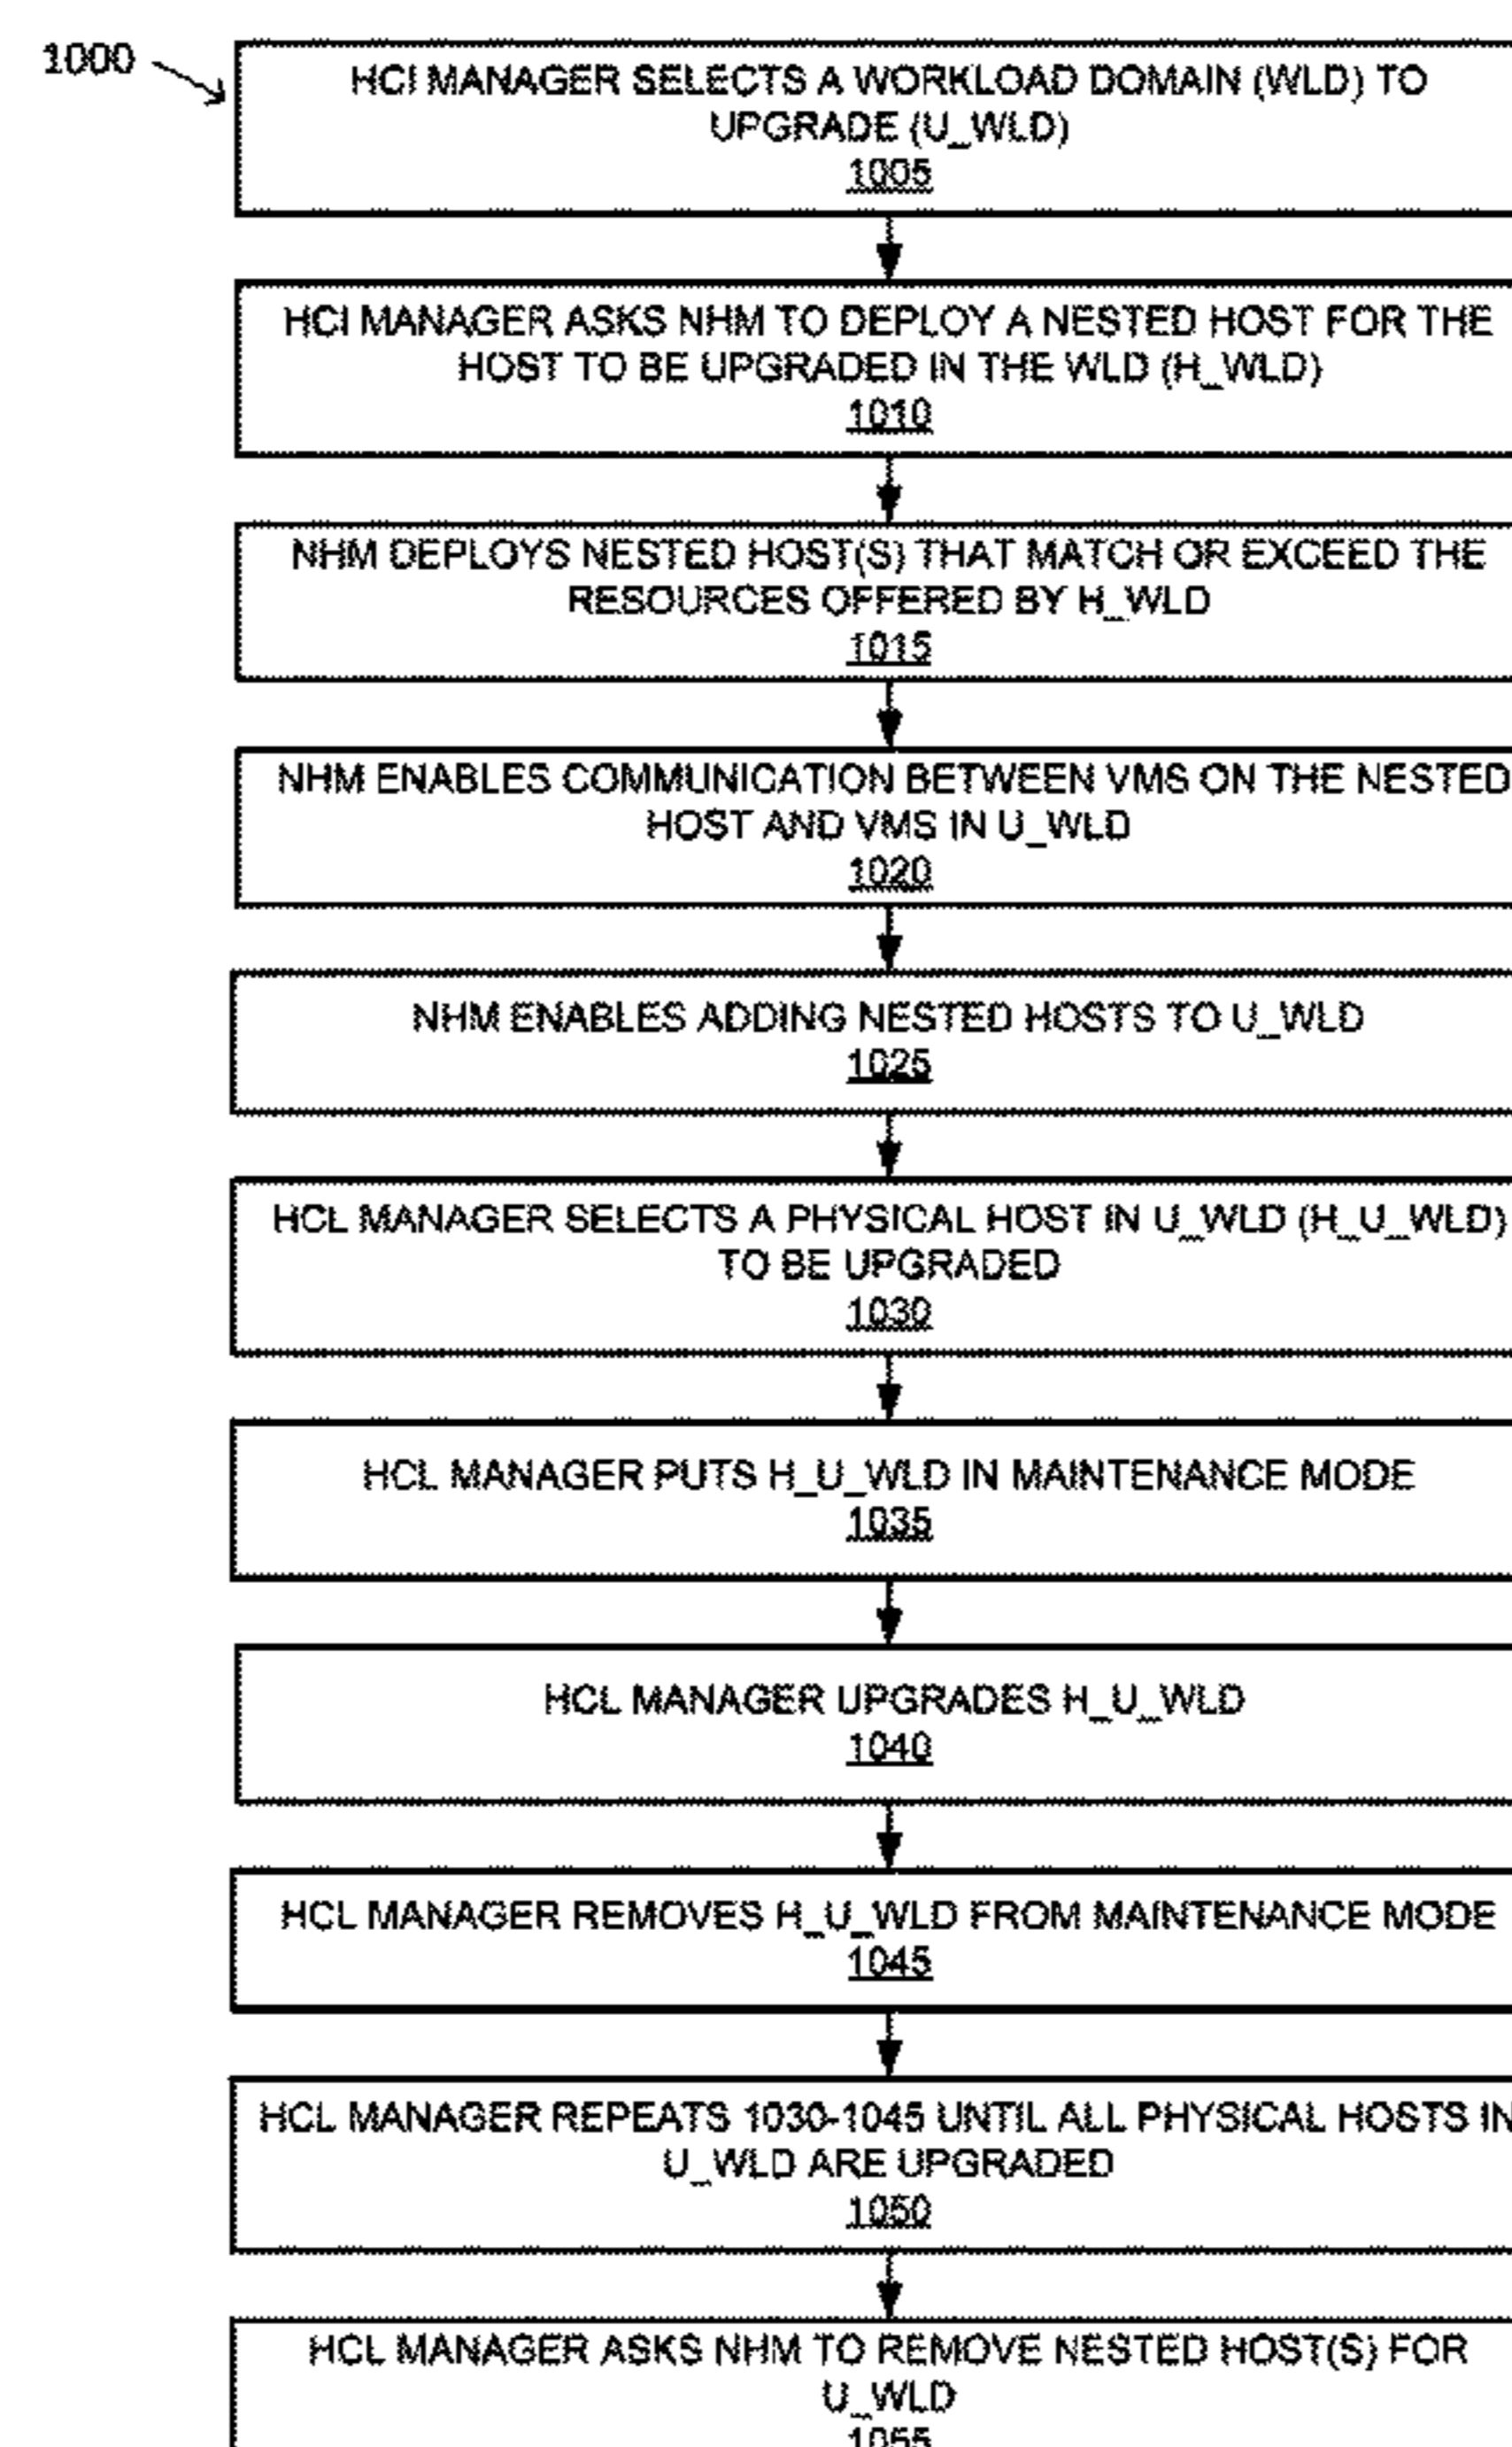 1000
HCI MANAGER SELECTS A WORKLOAD DOMAIN (WLD) TO
UPGRADE (U_WLD)
1005
HCI MANAGER ASKS NHM TO DEPLOY A NESTED HOST FOR THE
HOST TO BE UPGRADED IN THE WLD (H_WLD)
1010
NHM DEPLOYS NESTED HOST(S) THAT MATCH OR EXCEED THE
RESOURCES OFFERED BY H_WLD
1015
NHM ENABLES COMMUNICATION BETWEEN VMS ON THE NESTED
HOST AND VMS IN U_WLD
1020
NHM ENABLES ADDING NESTED HOSTS TO U_WLD
1025
HCL MANAGER SELECTS A PHYSICAL HOST IN U_WLD (H_U_WLD)
TO BE UPGRADED
1030
HCL MANAGER PUTS H_U_WLD IN MAINTENANCE MODE
1035
HCL MANAGER UPGRADES H_U_WLD
1040
HCL MANAGER REMOVES H_U_WLD FROM MAINTENANCE MODE
1045
HCL MANAGER REPEATS 1030-1045 UNTIL ALL PHYSICAL HOSTS IN
U_WLD ARE UPGRADED
1050
HCL MANAGER ASKS NHM TO REMOVE NESTED HOST(S) FOR
U_WLD
1055